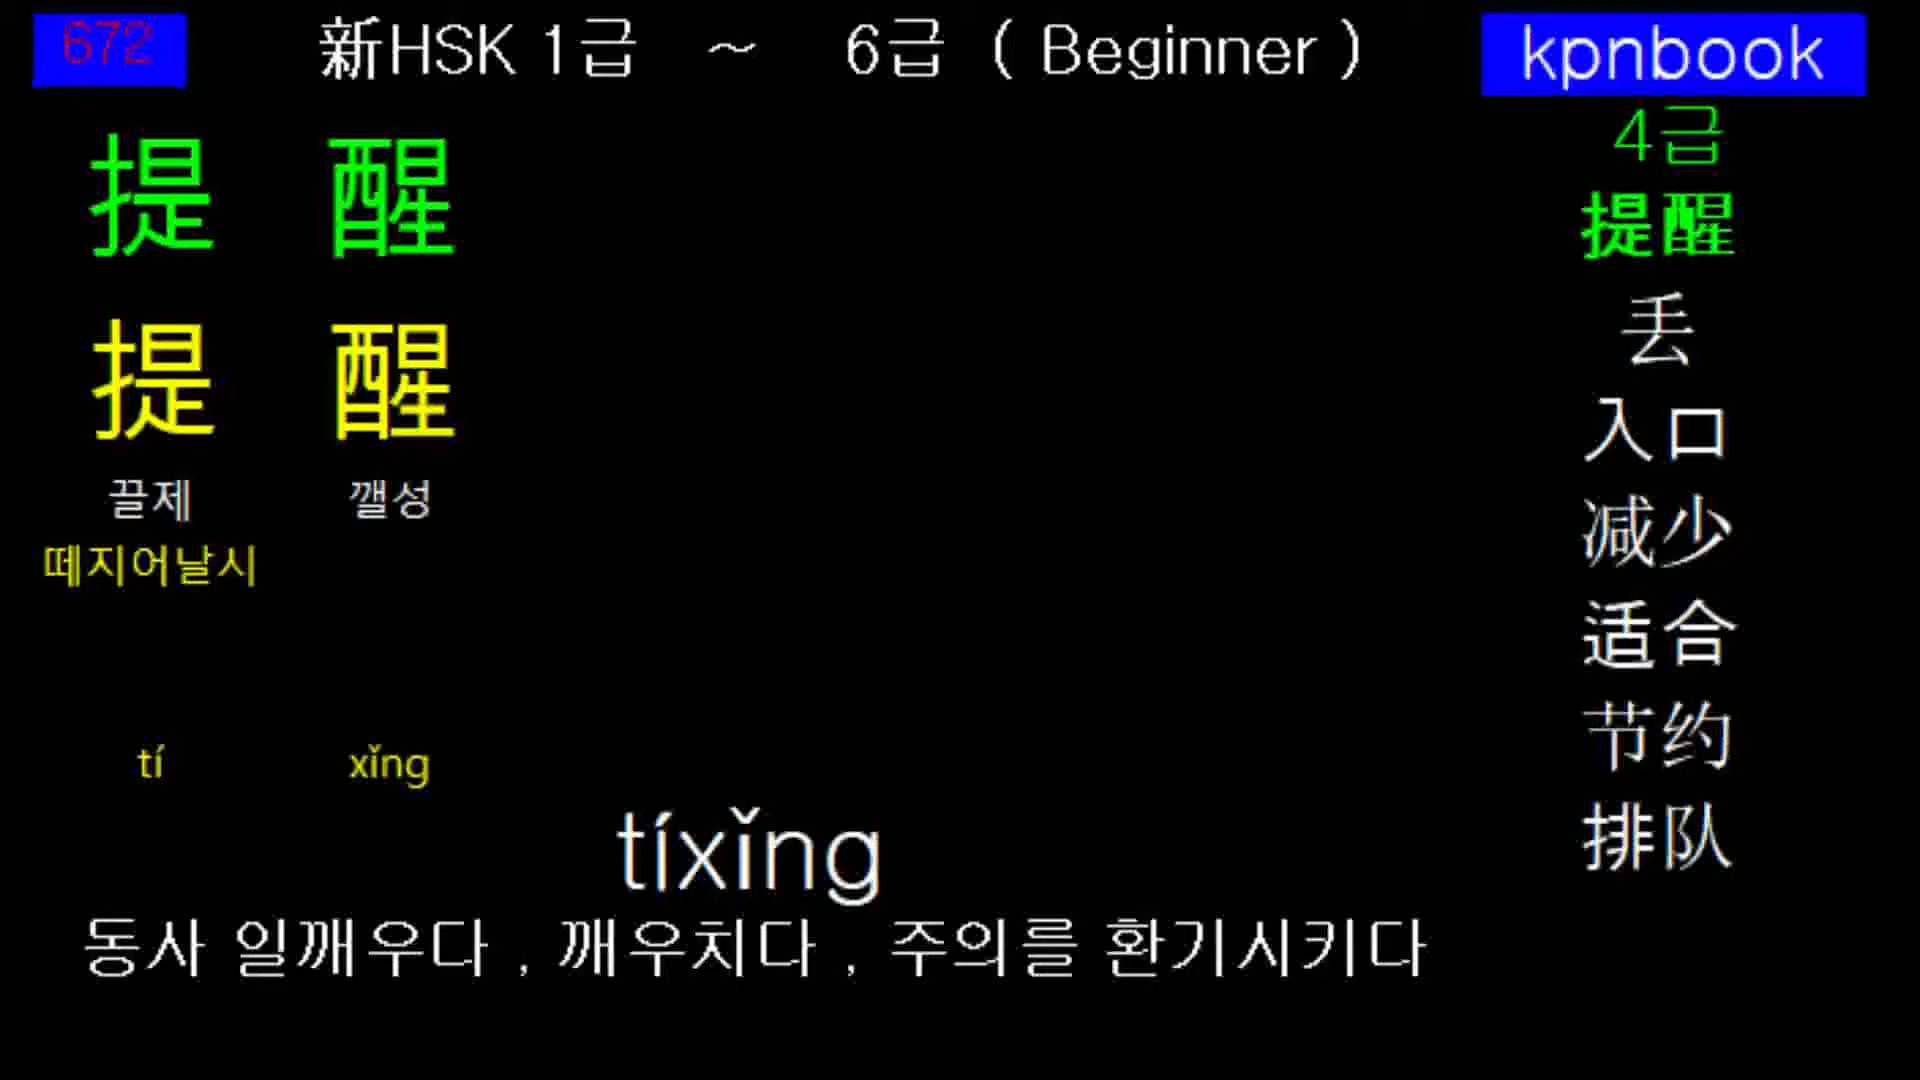 672 新HSK 1급 ~ 6급 ( Beginner ) kpnbook
提 醒
提 醒
끌제 깰성
떼지어날시
tí xǐng
tíxǐng
동사 일깨우다 , 깨우치다 , 주의를 환기시키다
4급
提醒
丢
入口
减少
适合
节约
排队